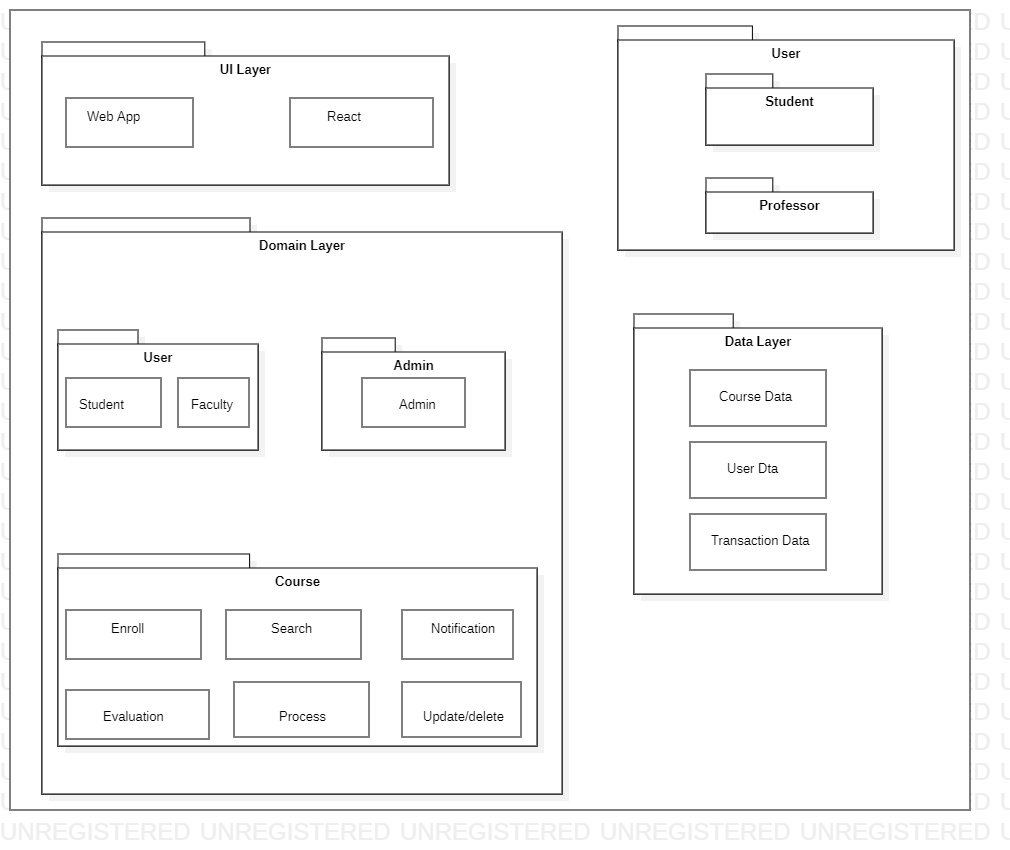 UI Layer
Web App
React
User
Student
Professor
Domain Layer
User
Student
Faculty
Admin
Admin
Course
Enroll
Search
Notification
Evaluation
Process
Update/delete
Data Layer
Course Data
User Dta
Transaction Data
UNREGISTERED UNREGISTERED UNREGISTERED UNREGISTERED UNREGISTERED U